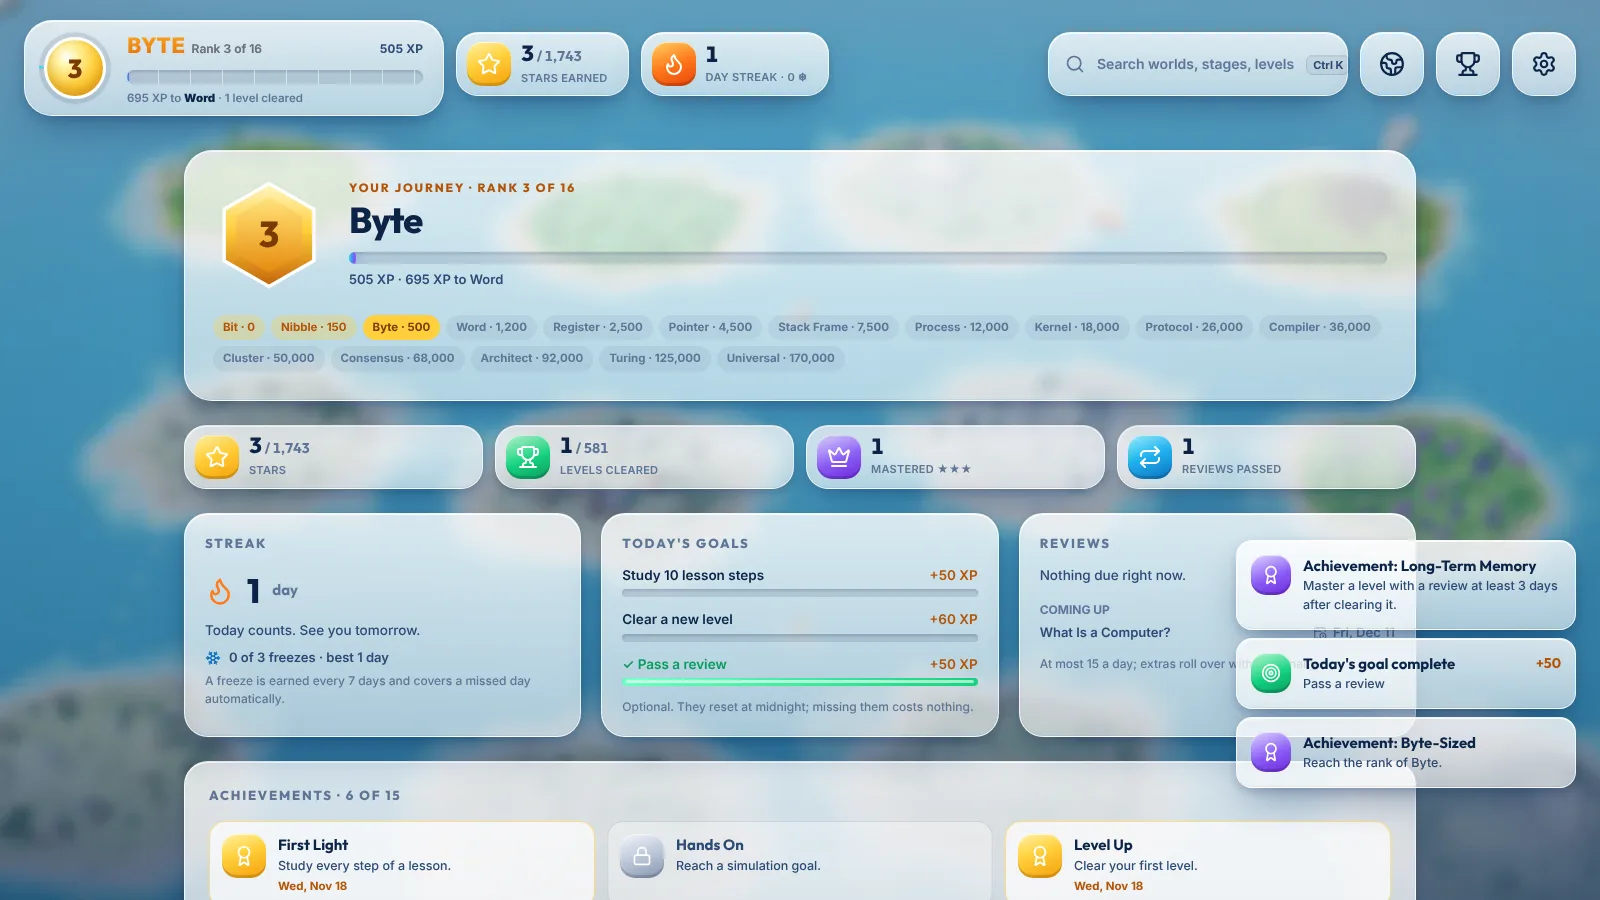 3
BYTE Rank 3 of 16 505 XP
695 XP to Word · 1 level cleared
3 / 1,743
STARS EARNED
1
DAY STREAK · 0 ❄
Search worlds, stages, levels Ctrl K
YOUR JOURNEY · RANK 3 OF 16
3
Byte
505 XP · 695 XP to Word
Bit · 0 Nibble · 150 Byte · 500 Word · 1,200 Register · 2,500 Pointer · 4,500 Stack Frame · 7,500 Process · 12,000 Kernel · 18,000 Protocol · 26,000 Compiler · 36,000
Cluster · 50,000 Consensus · 68,000 Architect · 92,000 Turing · 125,000 Universal · 170,000
3 / 1,743
STARS
1 / 581
LEVELS CLEARED
1
MASTERED ★★★
1
REVIEWS PASSED
STREAK
1 day
Today counts. See you tomorrow.
0 of 3 freezes · best 1 day
A freeze is earned every 7 days and covers a missed day
automatically.
TODAY'S GOALS
Study 10 lesson steps +50 XP
Clear a new level +60 XP
✓ Pass a review +50 XP
Optional. They reset at midnight; missing them costs nothing.
REVIEWS
Nothing due right now.
COMING UP
What Is a Computer? Fri, Dec 11
At most 15 a day; extras roll over
Achievement: Long-Term Memory
Master a level with a review at least 3 days
after clearing it.
Today's goal complete +50
Pass a review
Achievement: Byte-Sized
Reach the rank of Byte.
ACHIEVEMENTS · 6 OF 15
First Light
Study every step of a lesson.
Wed, Nov 18
Hands On
Reach a simulation goal.
Level Up
Clear your first level.
Wed, Nov 18